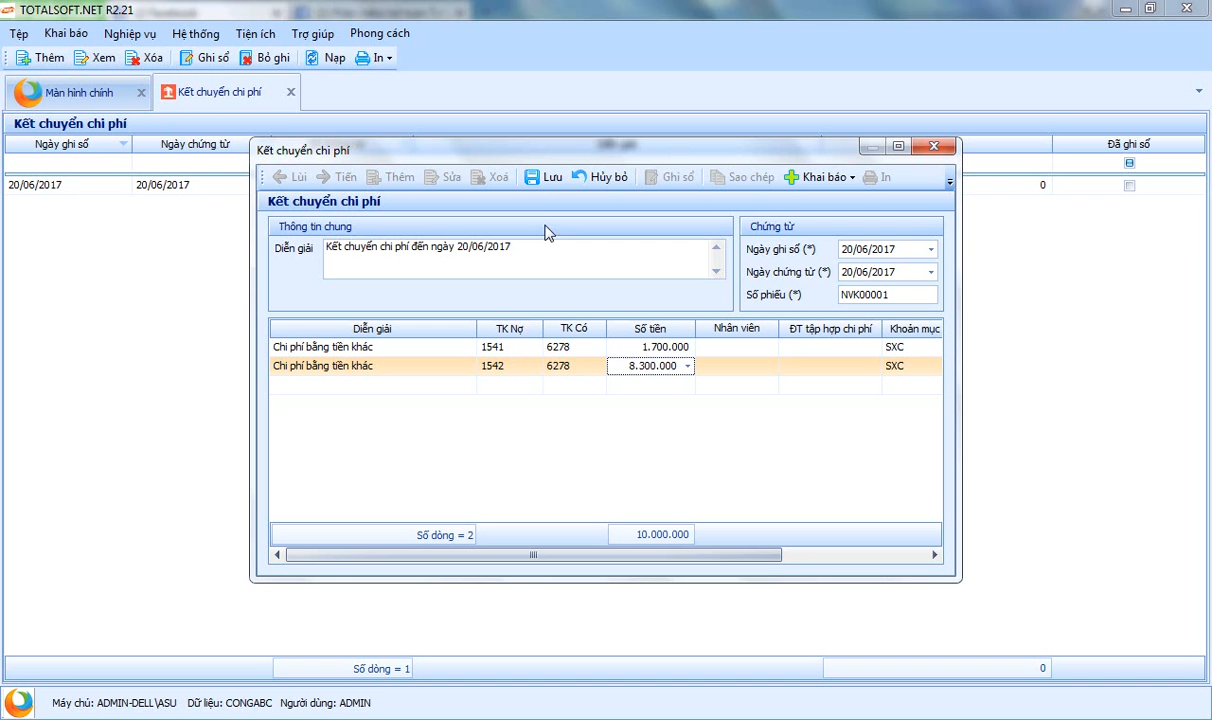 TOTALSOFT.NET R2.21
Tệp Khai báo Nghiệp vụ Hệ thống Tiện ích Trợ giúp Phong cách
Thêm Xem Xóa Ghi sổ Bỏ ghi Nạp In
Màn hình chính Kết chuyển chi phí
Kết chuyển chi phí
Ngày ghi sổ Ngày chứng từ Đã ghi sổ
20/06/2017 20/06/2017 0
Kết chuyển chi phí
Lùi Tiến Thêm Sửa Xoá Lưu Hủy bỏ Ghi sổ Sao chép Khai báo In
Kết chuyển chi phí
Thông tin chung
Diễn giải Kết chuyển chi phí đến ngày 20/06/2017
Chứng từ
Ngày ghi sổ (*) 20/06/2017
Ngày chứng từ (*) 20/06/2017
Số phiếu (*) NVK00001
Diễn giải TK Nợ TK Có Số tiền Nhân viên ĐT tập hợp chi phí Khoản mục
Chi phí bằng tiền khác 1541 6278 1.700.000 SXC
Chi phí bằng tiền khác 1542 6278 8.300.000 SXC
Số dòng = 2 10.000.000
Số dòng = 1 0
Máy chủ: ADMIN-DELL\ASU Dữ liệu: CONGABC Người dùng: ADMIN